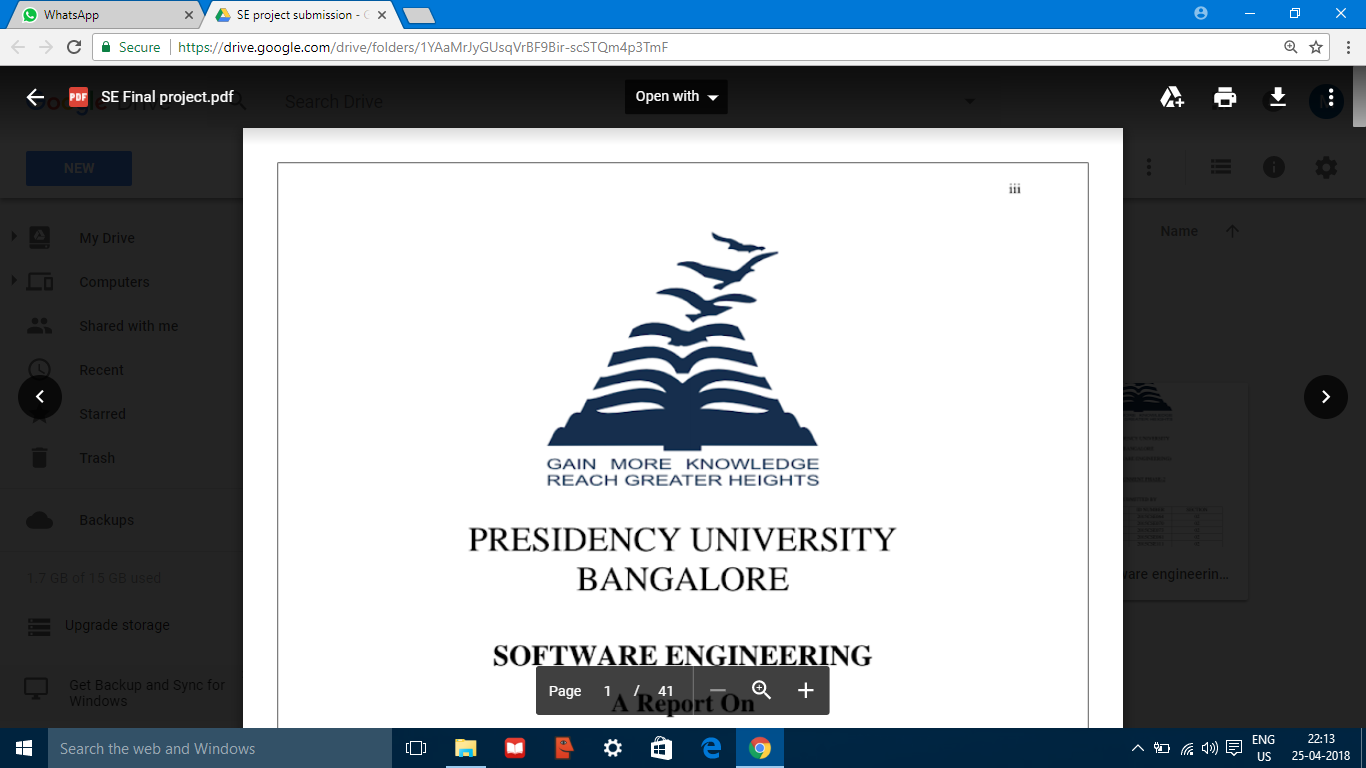 WhatsApp
SE project submission - G
Secure
https://drive.google.com/drive/folders/1YAaMrJyGUsqVrBF9Bir-scSTQm4p3TmF
PDF
SE Final project.pdf
Search Drive
Open with
NEW
Name
My Drive
Computers
Shared with me
Recent
Starred
Trash
Backups
1.7 GB of 15 GB used
Upgrade storage
Get Backup and Sync for
Windows
iii
GAIN MORE KNOWLEDGE
REACH GREATER HEIGHTS
PRESIDENCY UNIVERSITY
BANGALORE
SOFTWARE ENGINEERING
A Report On
Page 1 / 41
ware engineerin...
Search the web and Windows
ENG
US
22:13
25-04-2018